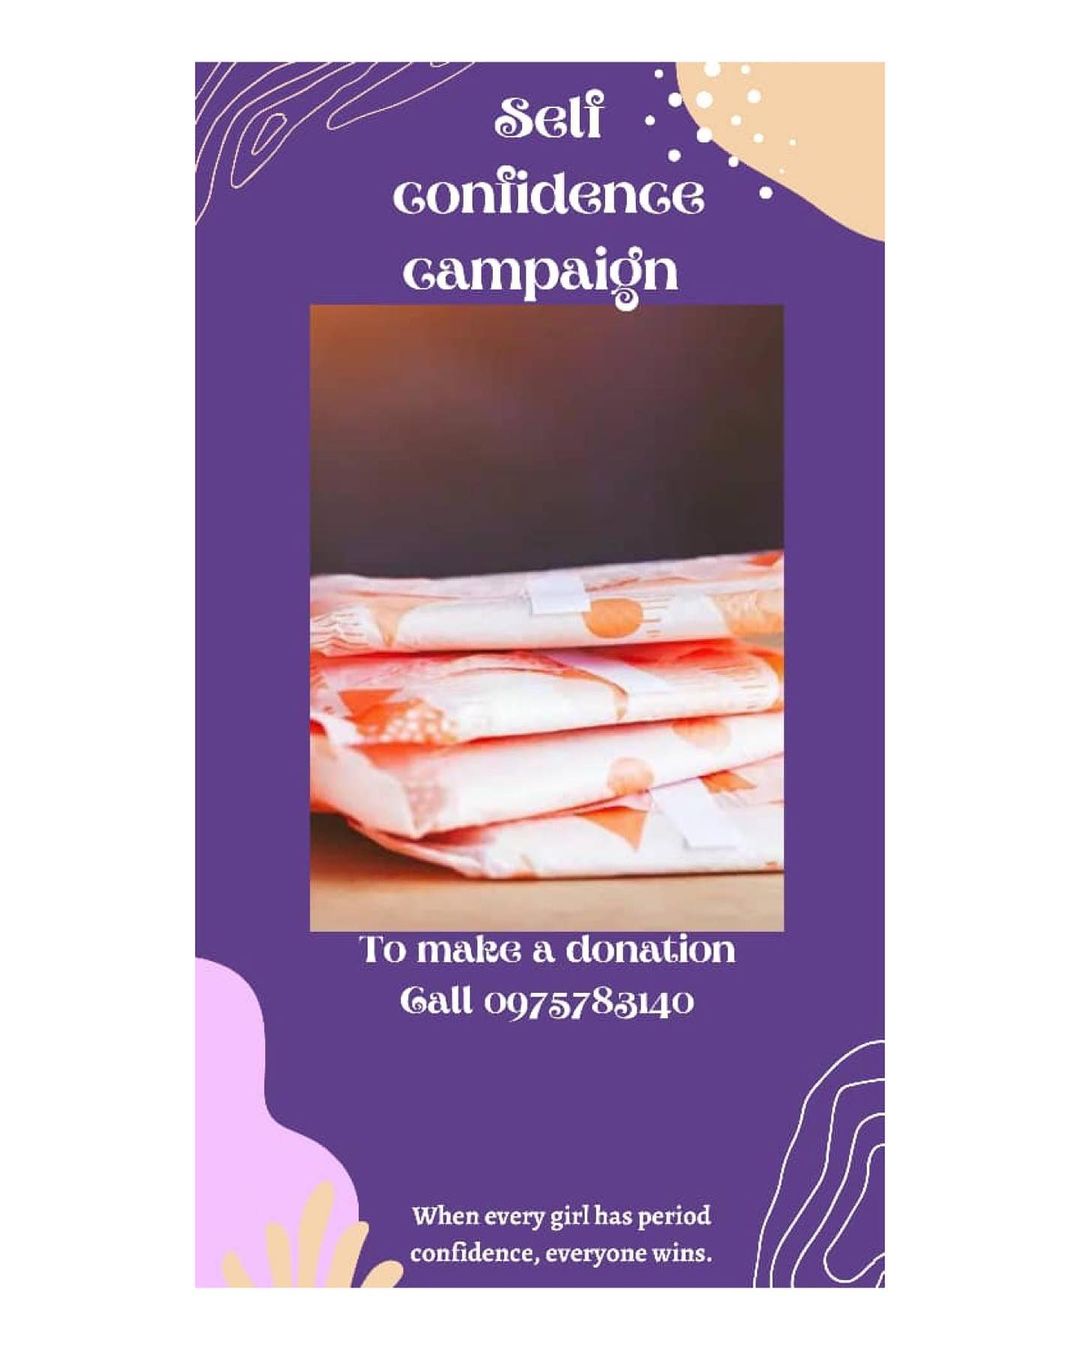 Self
confidence
campaign
To make a donation
Call 0975783140
When every girl has period
confidence, everyone wins.